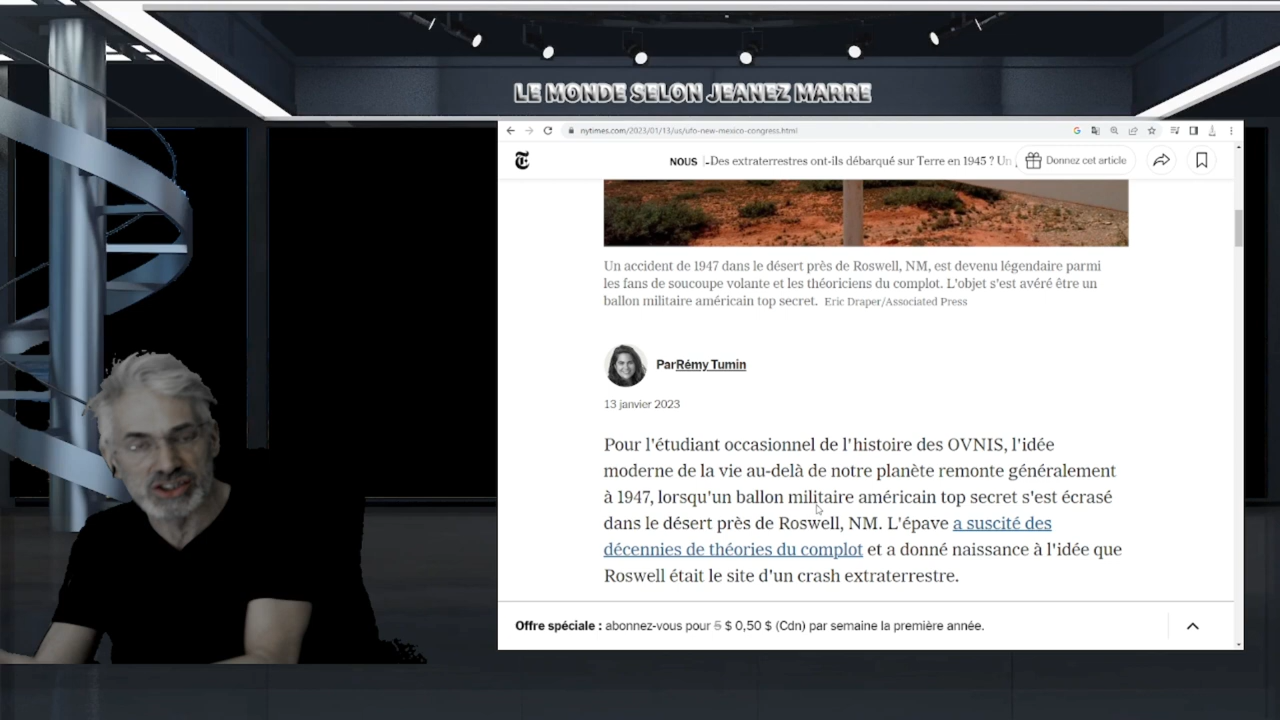 LE MONDE SELON JEANEZ MARRE
nytimes.com/2023/01/13/us/ufo-new-mexico-congress.html
NOUS -Des extraterrestres ont-ils débarqué sur Terre en 1945 ? Un
Donnez cet article
Un accident de 1947 dans le désert près de Roswell, NM, est devenu légendaire parmi
les fans de soucoupe volante et les théoriciens du complot. L'objet s'est avéré être un
ballon militaire américain top secret. Eric Draper/Associated Press
ParRémy Tumin
13 janvier 2023
Pour l'étudiant occasionnel de l'histoire des OVNIS, l'idée
moderne de la vie au-delà de notre planète remonte généralement
à 1947, lorsqu'un ballon militaire américain top secret s'est écrasé
dans le désert près de Roswell, NM. L'épave a suscité des
décennies de théories du complot et a donné naissance à l'idée que
Roswell était le site d'un crash extraterrestre.
Offre spéciale : abonnez-vous pour 5 $ 0,50 $ (Cdn) par semaine la première année.